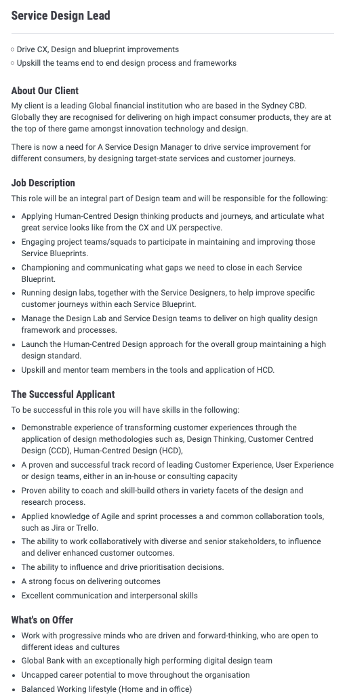 Service Design Lead
Drive CX, Design and blueprint improvements
Upskill the teams end to end design process and frameworks
About Our Client
My client is a leading Global financial institution who are based in the Sydney CBD.
Globally they are recognised for delivering on high impact consumer products, they are at
the top of there game amongst innovation technology and design.
There is now a need for A Service Design Manager to drive service improvement for
different consumers, by designing target-state services and customer journeys.
Job Description
This role will be an integral part of Design team and will be responsible for the following:
Applying Human-Centred Design thinking products and journeys, and articulate what
great service looks like from the CX and UX perspective.
Engaging project teams/squads to participate in maintaining and improving those
Service Blueprints.
Championing and communicating what gaps we need to close in each Service
Blueprint.
Running design labs, together with the Service Designers, to help improve specific
customer journeys within each Service Blueprint.
Manage the Design Lab and Service Design teams to deliver on high quality design
framework and processes.
Launch the Human-Centred Design approach for the overall group maintaining a high
design standard.
Upskill and mentor team members in the tools and application of HCD.
The Successful Applicant
To be successful in this role you will have skills in the following:
Demonstrable experience of transforming customer experiences through the
application of design methodologies such as, Design Thinking, Customer Centred
Design (CCD), Human-Centred Design (HCD),
A proven and successful track record of leading Customer Experience, User Experience
or design teams, either in an in-house or consulting capacity
Proven ability to coach and skill-build others in variety facets of the design and
research process.
Applied knowledge of Agile and sprint processes a and common collaboration tools,
such as Jira or Trello.
The ability to work collaboratively with diverse and senior stakeholders, to influence
and deliver enhanced customer outcomes.
The ability to influence and drive prioritisation decisions.
A strong focus on delivering outcomes
Excellent communication and interpersonal skills
What's on Offer
Work with progressive minds who are driven and forward-thinking, who are open to
different ideas and cultures
Global Bank with an exceptionally high performing digital design team
Uncapped career potential to move throughout the organisation
Balanced Working lifestyle (Home and in office)